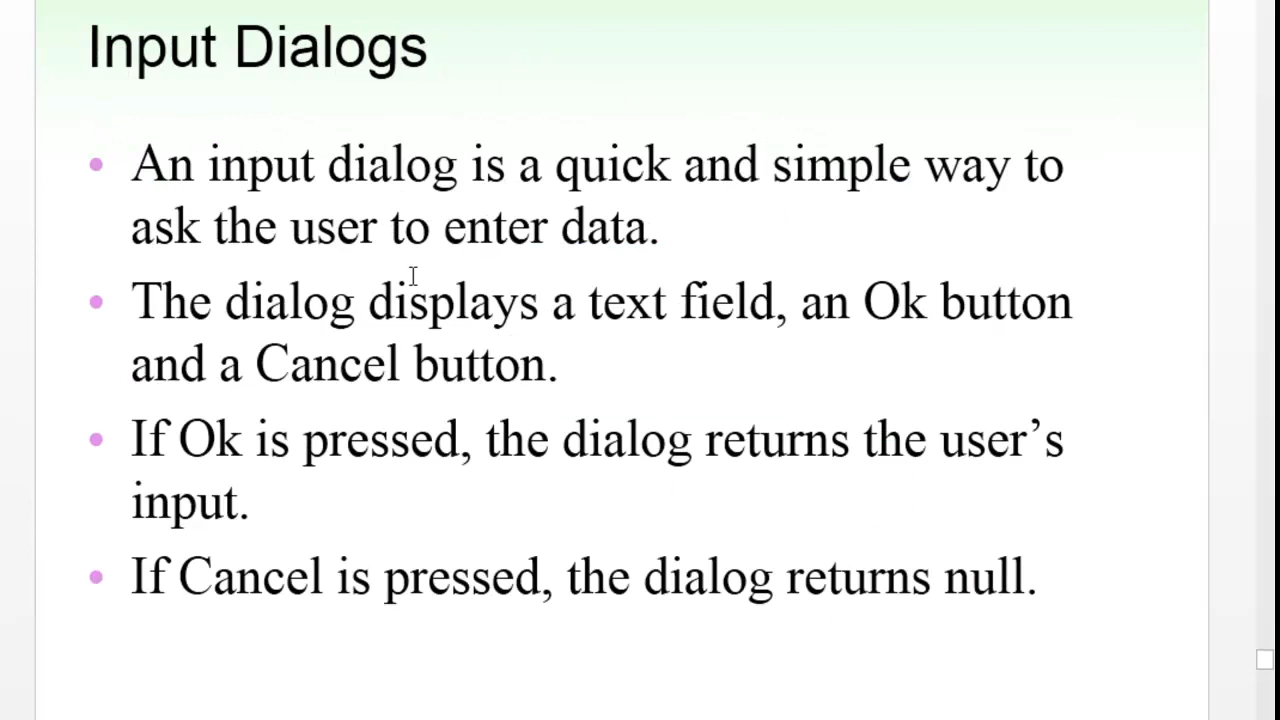 Input Dialogs
• An input dialog is a quick and simple way to
ask the user to enter data.
• The dialog displays a text field, an Ok button
and a Cancel button.
• If Ok is pressed, the dialog returns the user’s
input.
• If Cancel is pressed, the dialog returns null.